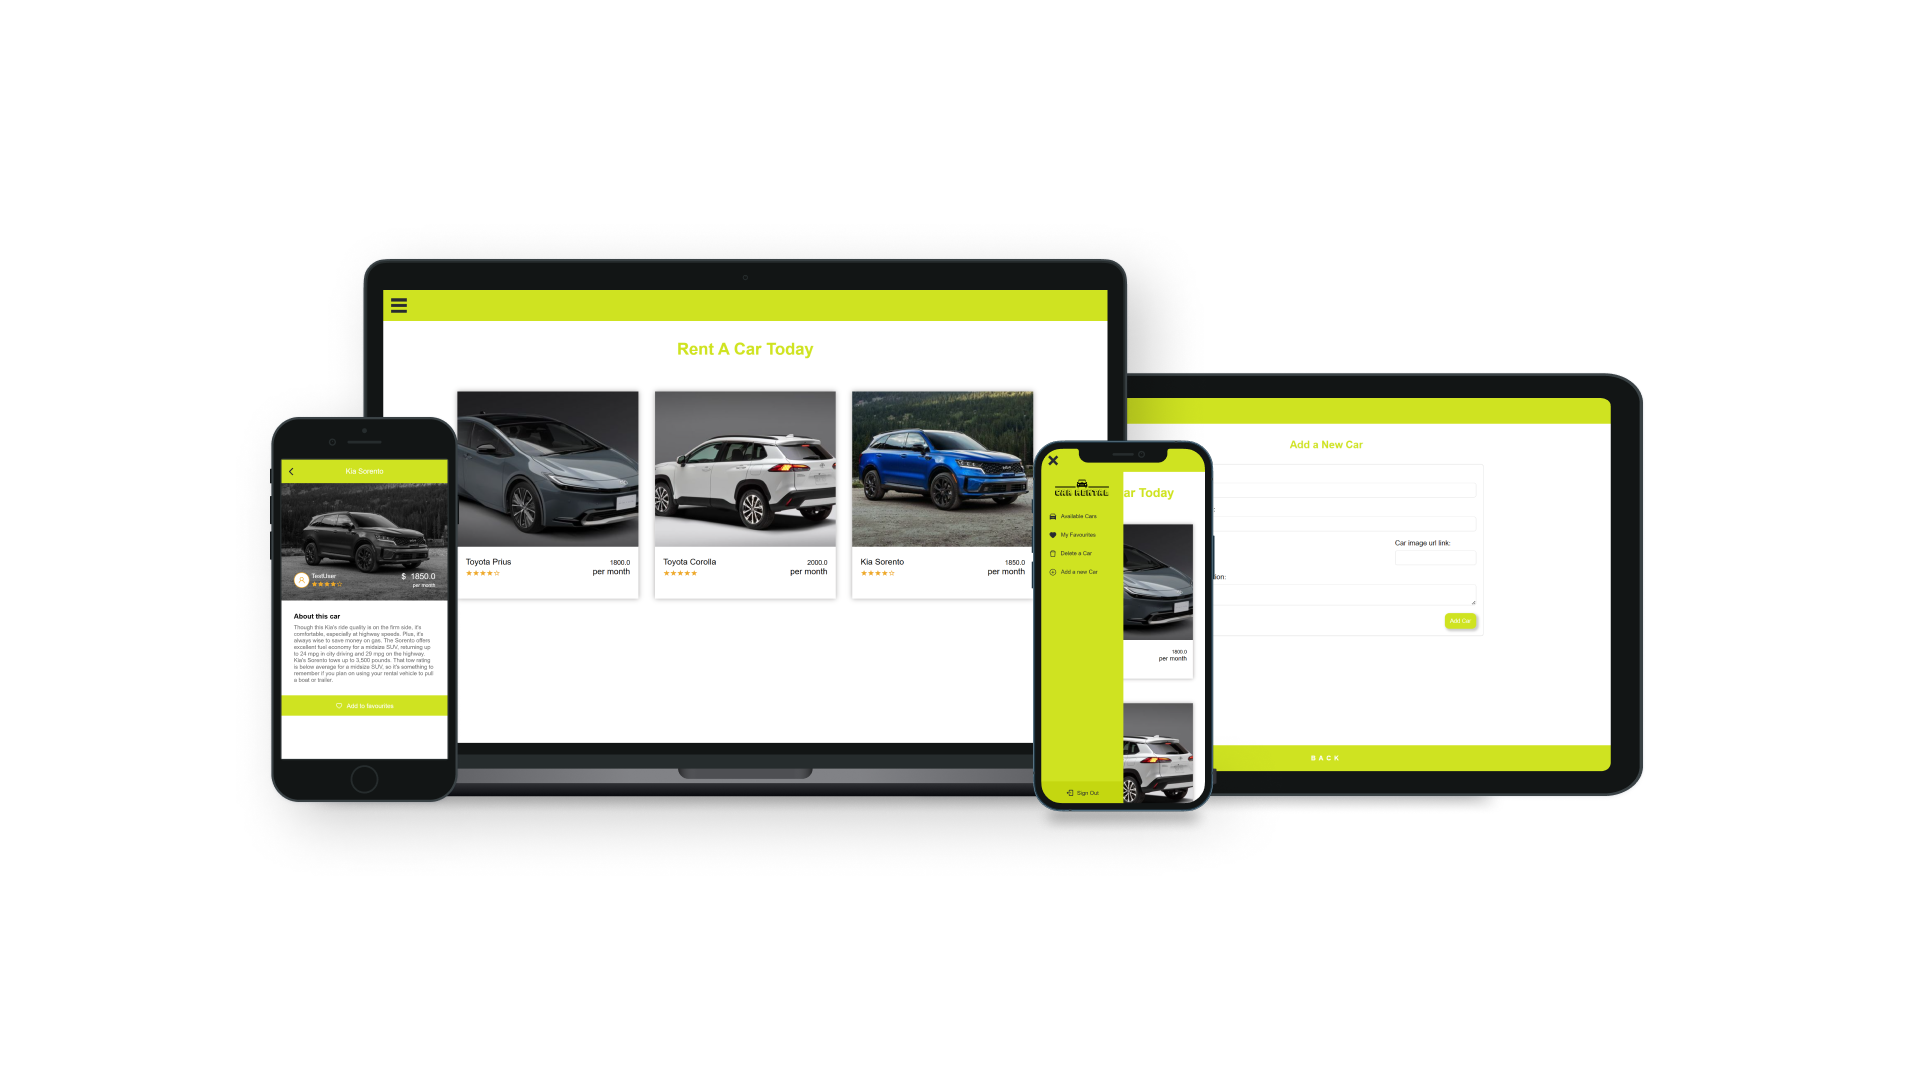 Rent A Car Today
Toyota Prius
1800.0
per month
Toyota Corolla
2000.0
per month
Kia Sorento
1850.0
per month
Kia Sorento
TestUser
$ 1850.0
per month
About this car
Though this Kia's ride quality is on the firm side, it's
comfortable, especially at highway speeds. Plus, it's
always wise to save money on gas. The Sorento offers
excellent fuel economy for a midsize SUV, returning up
to 24 mpg in city driving and 29 mpg on the highway.
Kia's Sorento tows up to 3,500 pounds. That tow rating
is below average for a midsize SUV, so it's something to
remember if you plan on using your rental vehicle to pull
a boat or trailer.
Add to favourites
CAR RENTAL
Available Cars
My Favourites
Delete a Car
Add a new Car
Sign Out
ar Today
1800.0
per month
Add a New Car
:
Car image url link:
tion:
Add Car
BACK